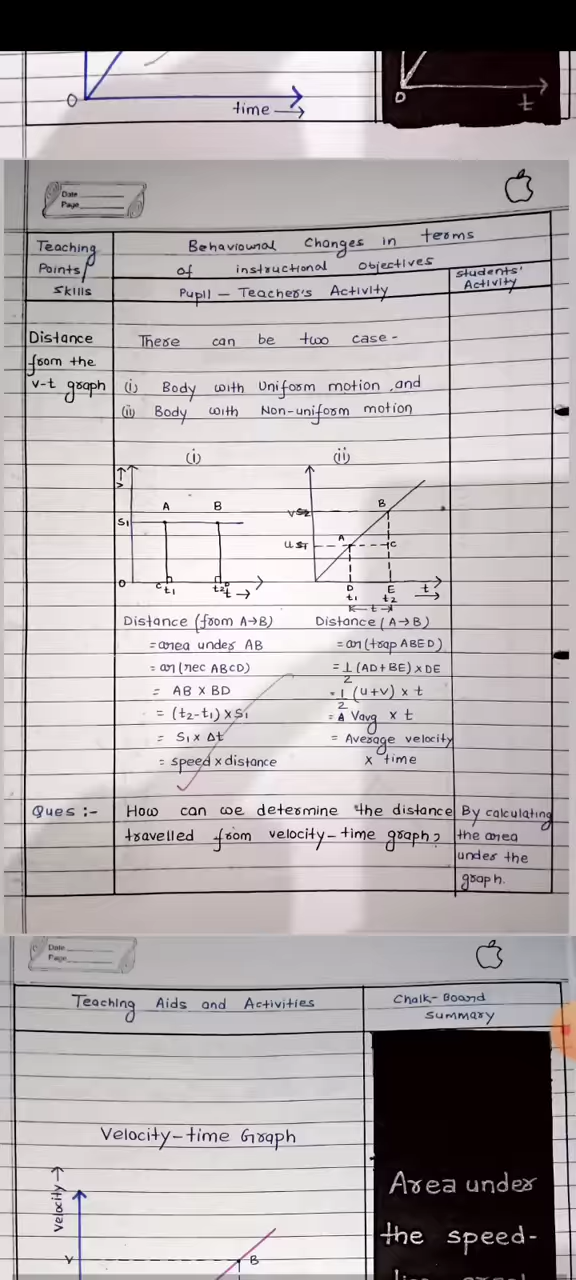 O
time →
O
t
Date
Page
Teaching Points/ Skills
Behavioural Changes in terms
of instructional objectives
Pupil - Teacher's Activity
Students' Activity
Distance
from the
v-t graph
There can be two case -
(i) Body with Uniform motion, and
(ii) Body with Non-uniform motion
(i)
(ii)
v →
A B
S1
O
C t1 t2 D t →
B
A
C
D E t
t1 t2
← t →
Distance (from A→B)
= area under AB
= ar (rec ABCD)
= AB × BD
= (t2-t1) × S1
= S1 × Δt
= speed × distance
Distance (A→B)
= ar (trap ABED)
= 1/2 (AD+BE) × DE
= 1/2 (u+v) × t
= Vavg × t
= Average velocity
× time
Ques :-
How can we determine the distance
travelled from velocity-time graph?
By calculating
the area
under the
graph.
Date
Page
Teaching Aids and Activities
Chalk-Board
Summary
Velocity-time Graph
Velocity →
V
B
Area under
the speed-